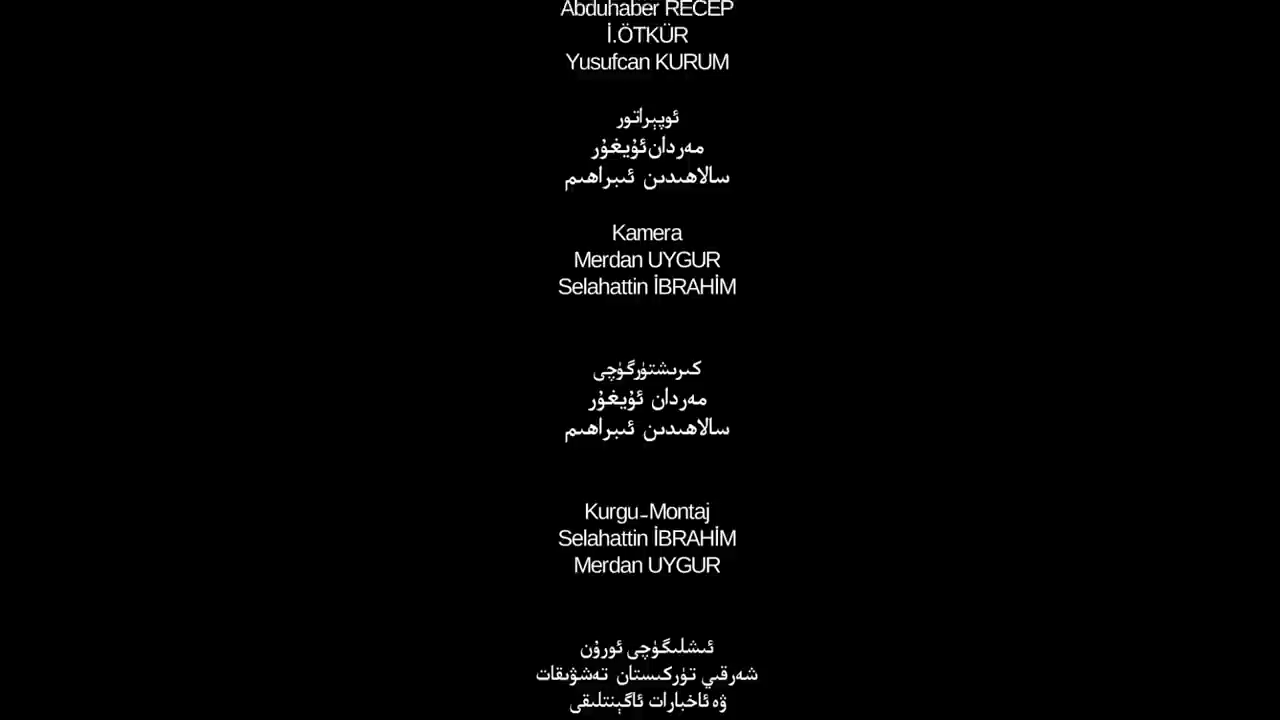 Abduhaber RECEP
İ.ÖTKÜR
Yusufcan KURUM
ئوپېراتور
مەردان ئۇيغۇر
سالاھىدىن ئىبراھىم
Kamera
Merdan UYGUR
Selahattin İBRAHİM
كىرىشتۈرگۈچى
مەردان ئۇيغۇر
سالاھىدىن ئىبراھىم
Kurgu-Montaj
Selahattin İBRAHİM
Merdan UYGUR
ئىشلىگۈچى ئورۇن
شەرقىي تۈركىستان تەشۋىقات
ۋە ئاخبارات ئاگېنتلىقى